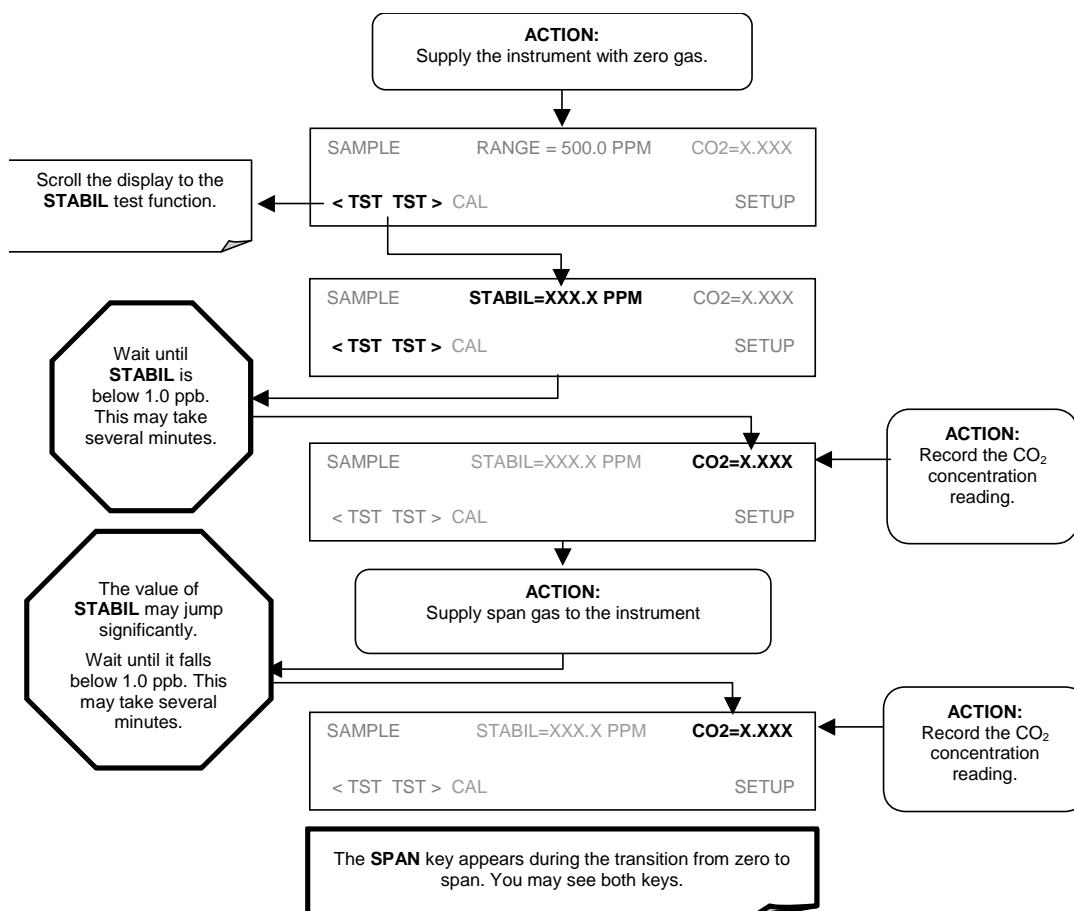 ACTION:
Supply the instrument with zero gas.
SAMPLE RANGE = 500.0 PPM CO2=X.XXX
< TST TST > CAL SETUP
Scroll the display to the
STABIL test function.
SAMPLE STABIL=XXX.X PPM CO2=X.XXX
< TST TST > CAL SETUP
Wait until
STABIL is
below 1.0 ppb.
This may take
several minutes.
SAMPLE STABIL=XXX.X PPM CO2=X.XXX
< TST TST > CAL SETUP
ACTION:
Record the CO₂
concentration
reading.
ACTION:
Supply span gas to the instrument
The value of
STABIL may jump
significantly.
Wait until it falls
below 1.0 ppb. This
may take several
minutes.
SAMPLE STABIL=XXX.X PPM CO2=X.XXX
< TST TST > CAL SETUP
ACTION:
Record the CO₂
concentration
reading.
The SPAN key appears during the transition from zero to
span. You may see both keys.